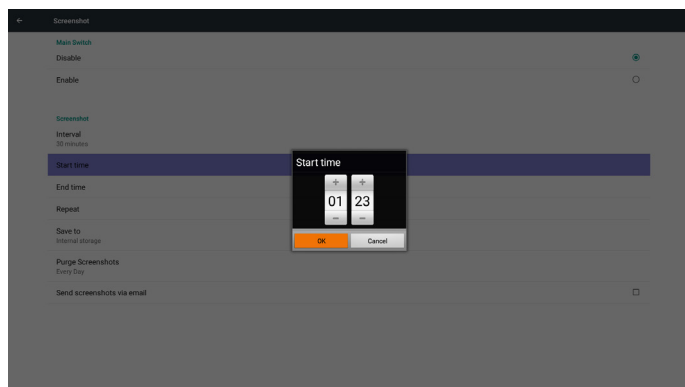 Screenshot
Main Switch
Disable
Enable
Screenshot
Interval
30 minutes
Start time
End time
Repeat
Save to
Internal storage
Purge Screenshots
Every Day
Send screenshots via email
Start time
+ +
01 23
− −
OK Cancel